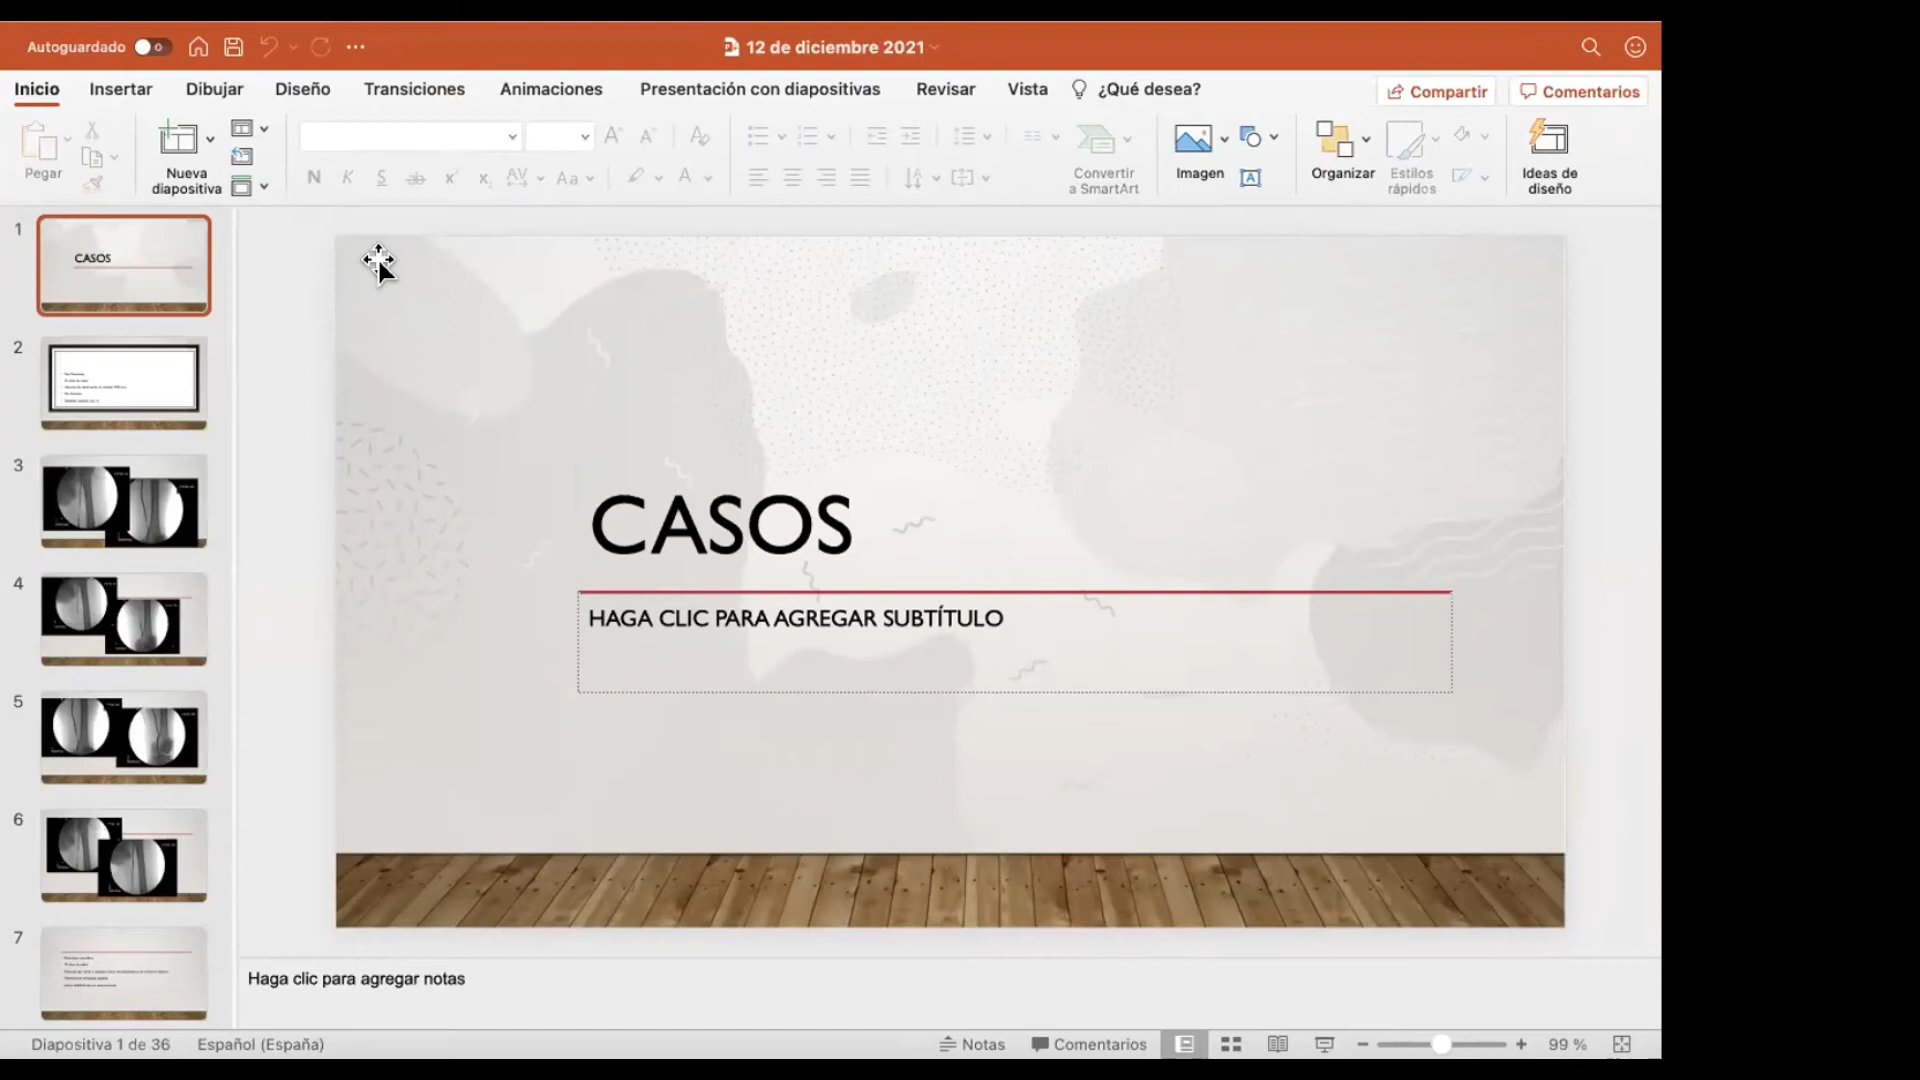 Autoguardado
12 de diciembre 2021
Inicio Insertar Dibujar Diseño Transiciones Animaciones Presentación con diapositivas Revisar Vista ¿Qué desea? Compartir Comentarios
Pegar
Nueva diapositiva
N K S ab x x AV Aa A
Convertir a SmartArt
Imagen
Organizar
Estilos rápidos
Ideas de diseño
1
CASOS
2
3
4
5
6
7
CASOS
HAGA CLIC PARA AGREGAR SUBTÍTULO
Haga clic para agregar notas
Diapositiva 1 de 36 Español (España) Notas Comentarios 99 %